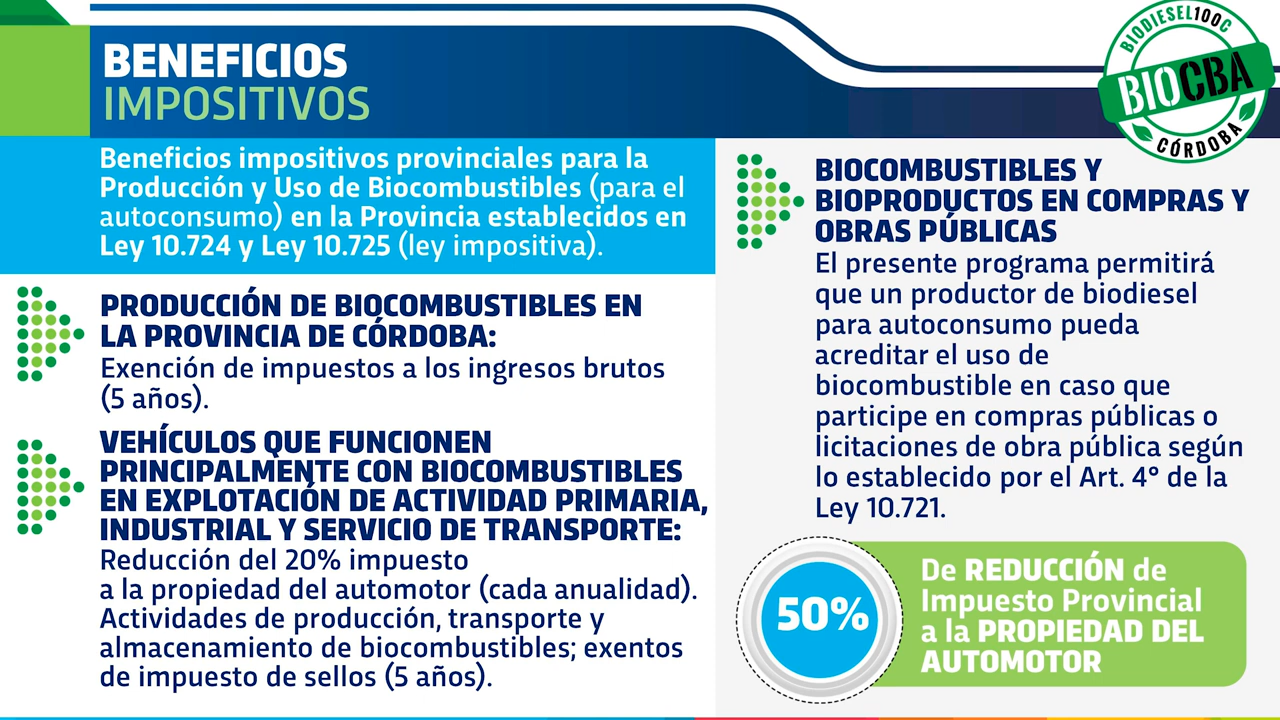 BENEFICIOS
IMPOSITIVOS
BIODIESEL100C
BIOCBA
CÓRDOBA
Beneficios impositivos provinciales para la
Producción y Uso de Biocombustibles (para el
autoconsumo) en la Provincia establecidos en
Ley 10.724 y Ley 10.725 (ley impositiva).
PRODUCCIÓN DE BIOCOMBUSTIBLES EN
LA PROVINCIA DE CÓRDOBA:
Exención de impuestos a los ingresos brutos
(5 años).
VEHÍCULOS QUE FUNCIONEN
PRINCIPALMENTE CON BIOCOMBUSTIBLES
EN EXPLOTACIÓN DE ACTIVIDAD PRIMARIA,
INDUSTRIAL Y SERVICIO DE TRANSPORTE:
Reducción del 20% impuesto
a la propiedad del automotor (cada anualidad).
Actividades de producción, transporte y
almacenamiento de biocombustibles; exentos
de impuesto de sellos (5 años).
BIOCOMBUSTIBLES Y
BIOPRODUCTOS EN COMPRAS Y
OBRAS PÚBLICAS
El presente programa permitirá
que un productor de biodiesel
para autoconsumo pueda
acreditar el uso de
biocombustible en caso que
participe en compras públicas o
licitaciones de obra pública según
lo establecido por el Art. 4° de la
Ley 10.721.
50%
De REDUCCIÓN de
Impuesto Provincial
a la PROPIEDAD DEL
AUTOMOTOR